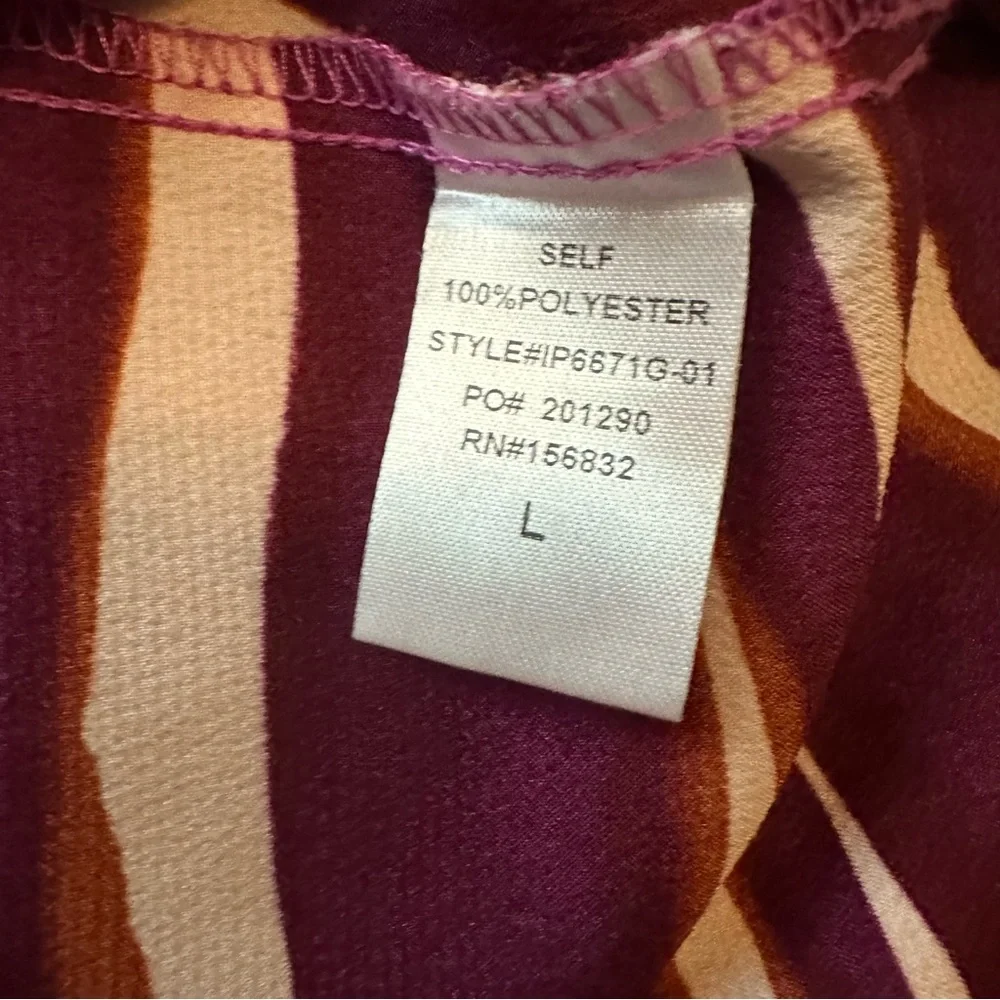 SELF
100%POLYESTER
STYLE#IP6671G-01
PO# 201290
RN#156832
L